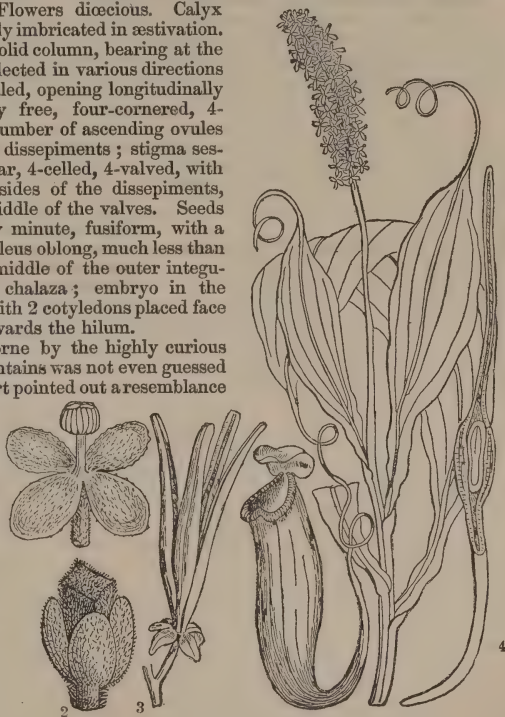 Flowers diœcious. Calyx
ly imbricated in æstivation.
olid column, bearing at the
lected in various directions
led, opening longitudinally
y free, four-cornered, 4-
umber of ascending ovules
dissepiments ; stigma ses-
ar, 4-celled, 4-valved, with
sides of the dissepiments,
iddle of the valves. Seeds
minute, fusiform, with a
leus oblong, much less than
middle of the outer integu-
chalaza ; embryo in the
ith 2 cotyledons placed face
wards the hilum.
rne by the highly curious
ntains was not even guessed
rt pointed out a resemblance
4
2
3